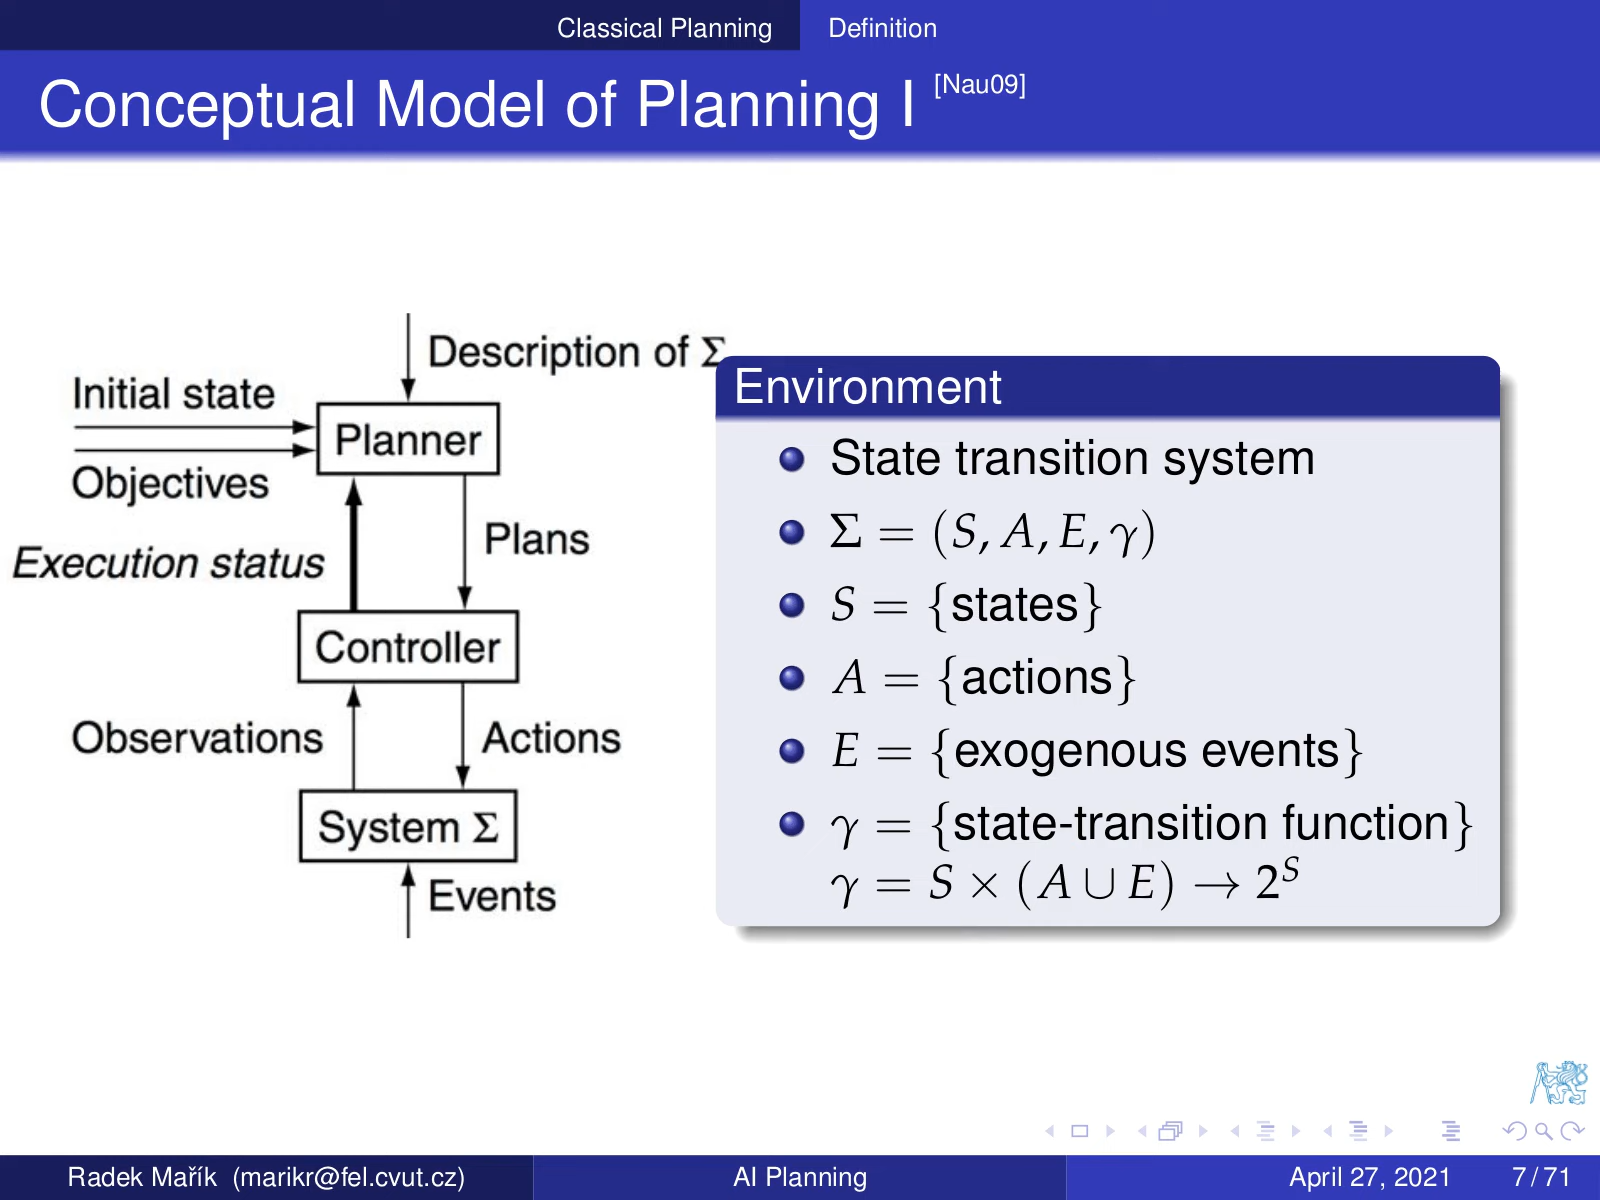 Classical Planning Definition
Conceptual Model of Planning I [Nau09]
Description of Σ
Initial state
Planner
Objectives
Plans
Execution status
Controller
Observations
Actions
System Σ
Events
Environment
State transition system
Σ = (S, A, E, γ)
S = {states}
A = {actions}
E = {exogenous events}
γ = {state-transition function}
γ = S × (A ∪ E) → 2^S
Radek Mařík (marikr@fel.cvut.cz) AI Planning April 27, 2021 7 / 71